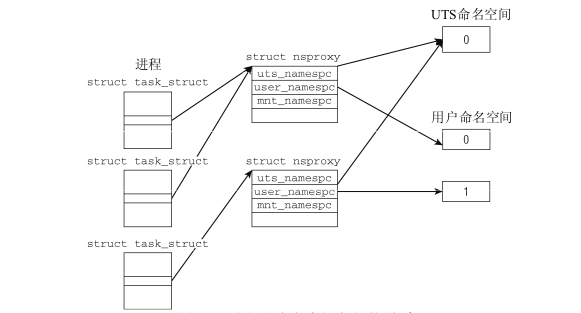 UTS命名空间
0
struct nsproxy
进程
uts_namespc
struct task_struct
user_namespc
mnt_namespc
用户命名空间
0
struct task_struct
struct nsproxy
uts_namespc
user_namespc
1
mnt_namespc
struct task_struct